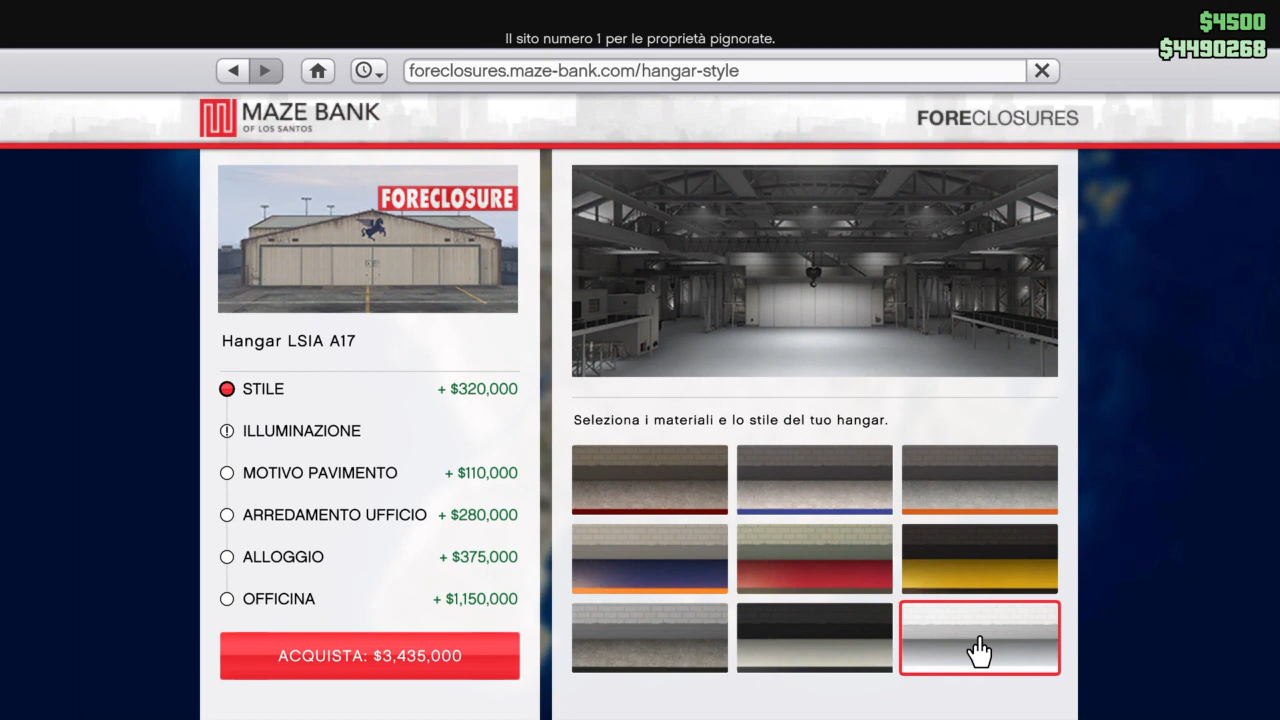 $4500
$4490268
Il sito numero 1 per le proprietà pignorate.
foreclosures.maze-bank.com/hangar-style
MAZE BANK
OF LOS SANTOS
FORECLOSURES
FORECLOSURE
Hangar LSIA A17
STILE + $320,000
ILLUMINAZIONE
MOTIVO PAVIMENTO + $110,000
ARREDAMENTO UFFICIO + $280,000
ALLOGGIO + $375,000
OFFICINA + $1,150,000
ACQUISTA: $3,435,000
Seleziona i materiali e lo stile del tuo hangar.